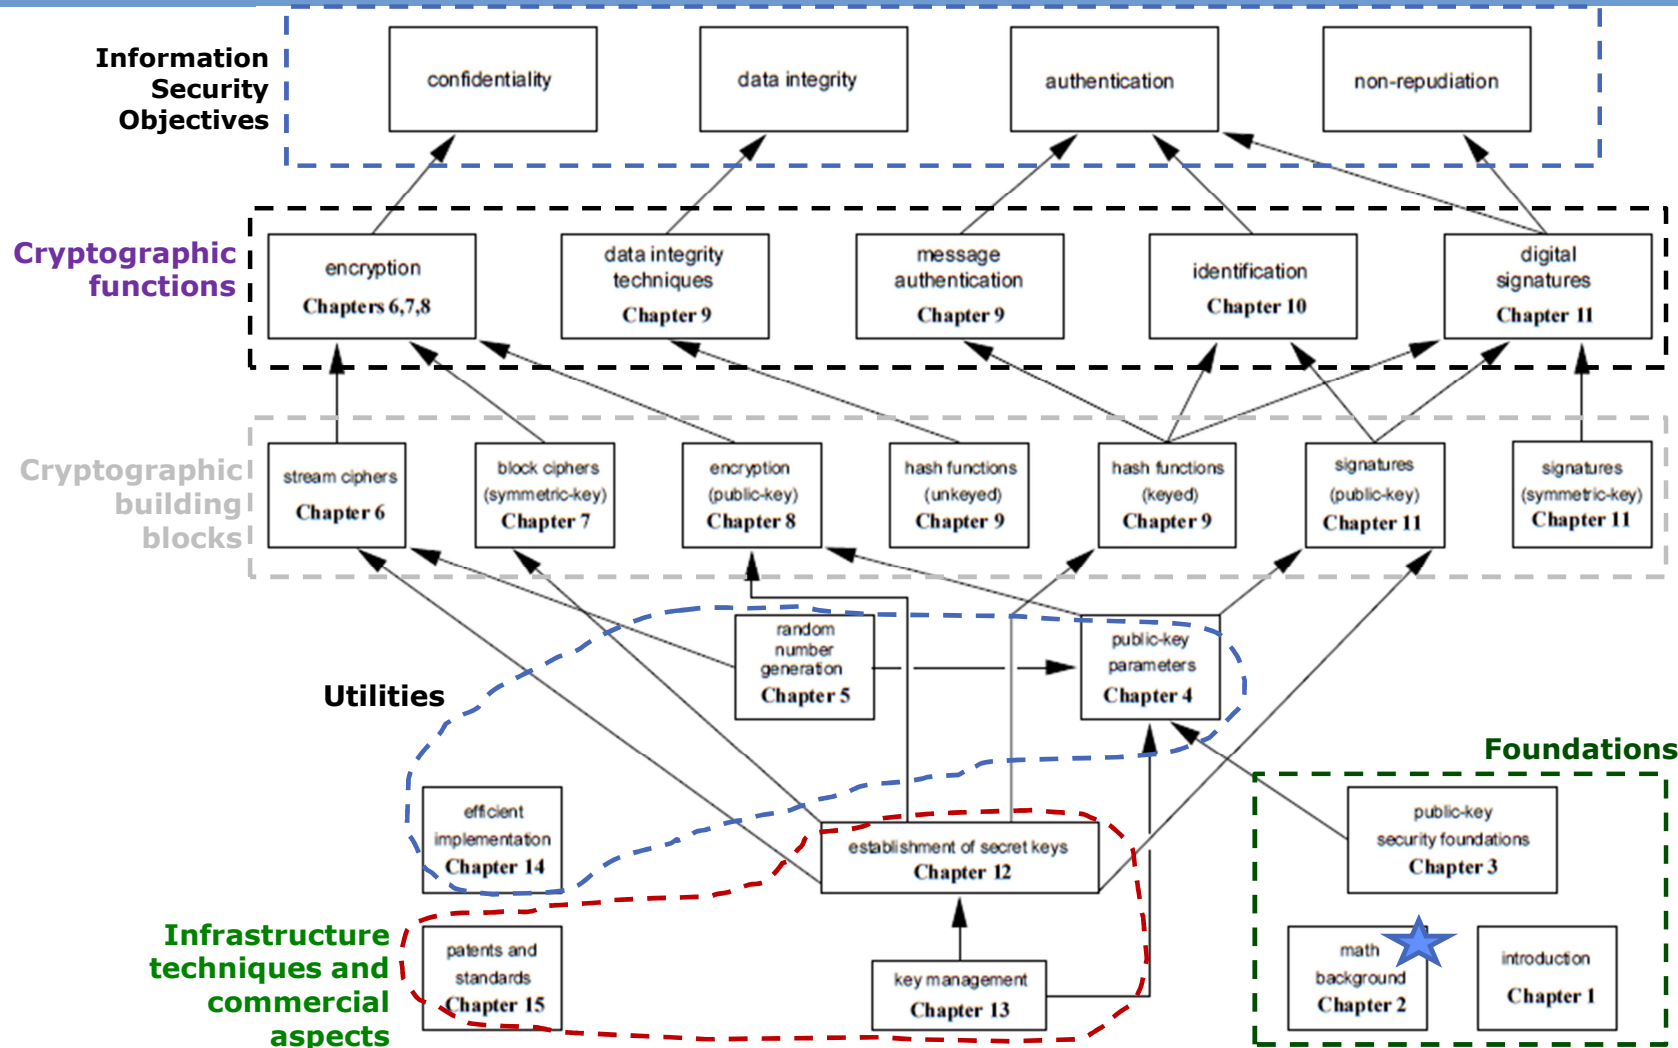 Information
Security
Objectives
confidentiality
data integrity
authentication
non-repudiation
Cryptographic
functions
encryption
Chapters 6,7,8
data integrity
techniques
Chapter 9
message
authentication
Chapter 9
identification
Chapter 10
digital
signatures
Chapter 11
Cryptographic
building
blocks
stream ciphers
Chapter 6
block ciphers
(symmetric-key)
Chapter 7
encryption
(public-key)
Chapter 8
hash functions
(unkeyed)
Chapter 9
hash functions
(keyed)
Chapter 9
signatures
(public-key)
Chapter 11
signatures
(symmetric-key)
Chapter 11
Utilities
random
number
generation
Chapter 5
public-key
parameters
Chapter 4
efficient
implementation
Chapter 14
establishment of secret keys
Chapter 12
Foundations
public-key
security foundations
Chapter 3
Infrastructure
techniques and
commercial
aspects
patents and
standards
Chapter 15
key management
Chapter 13
math
background
Chapter 2
introduction
Chapter 1